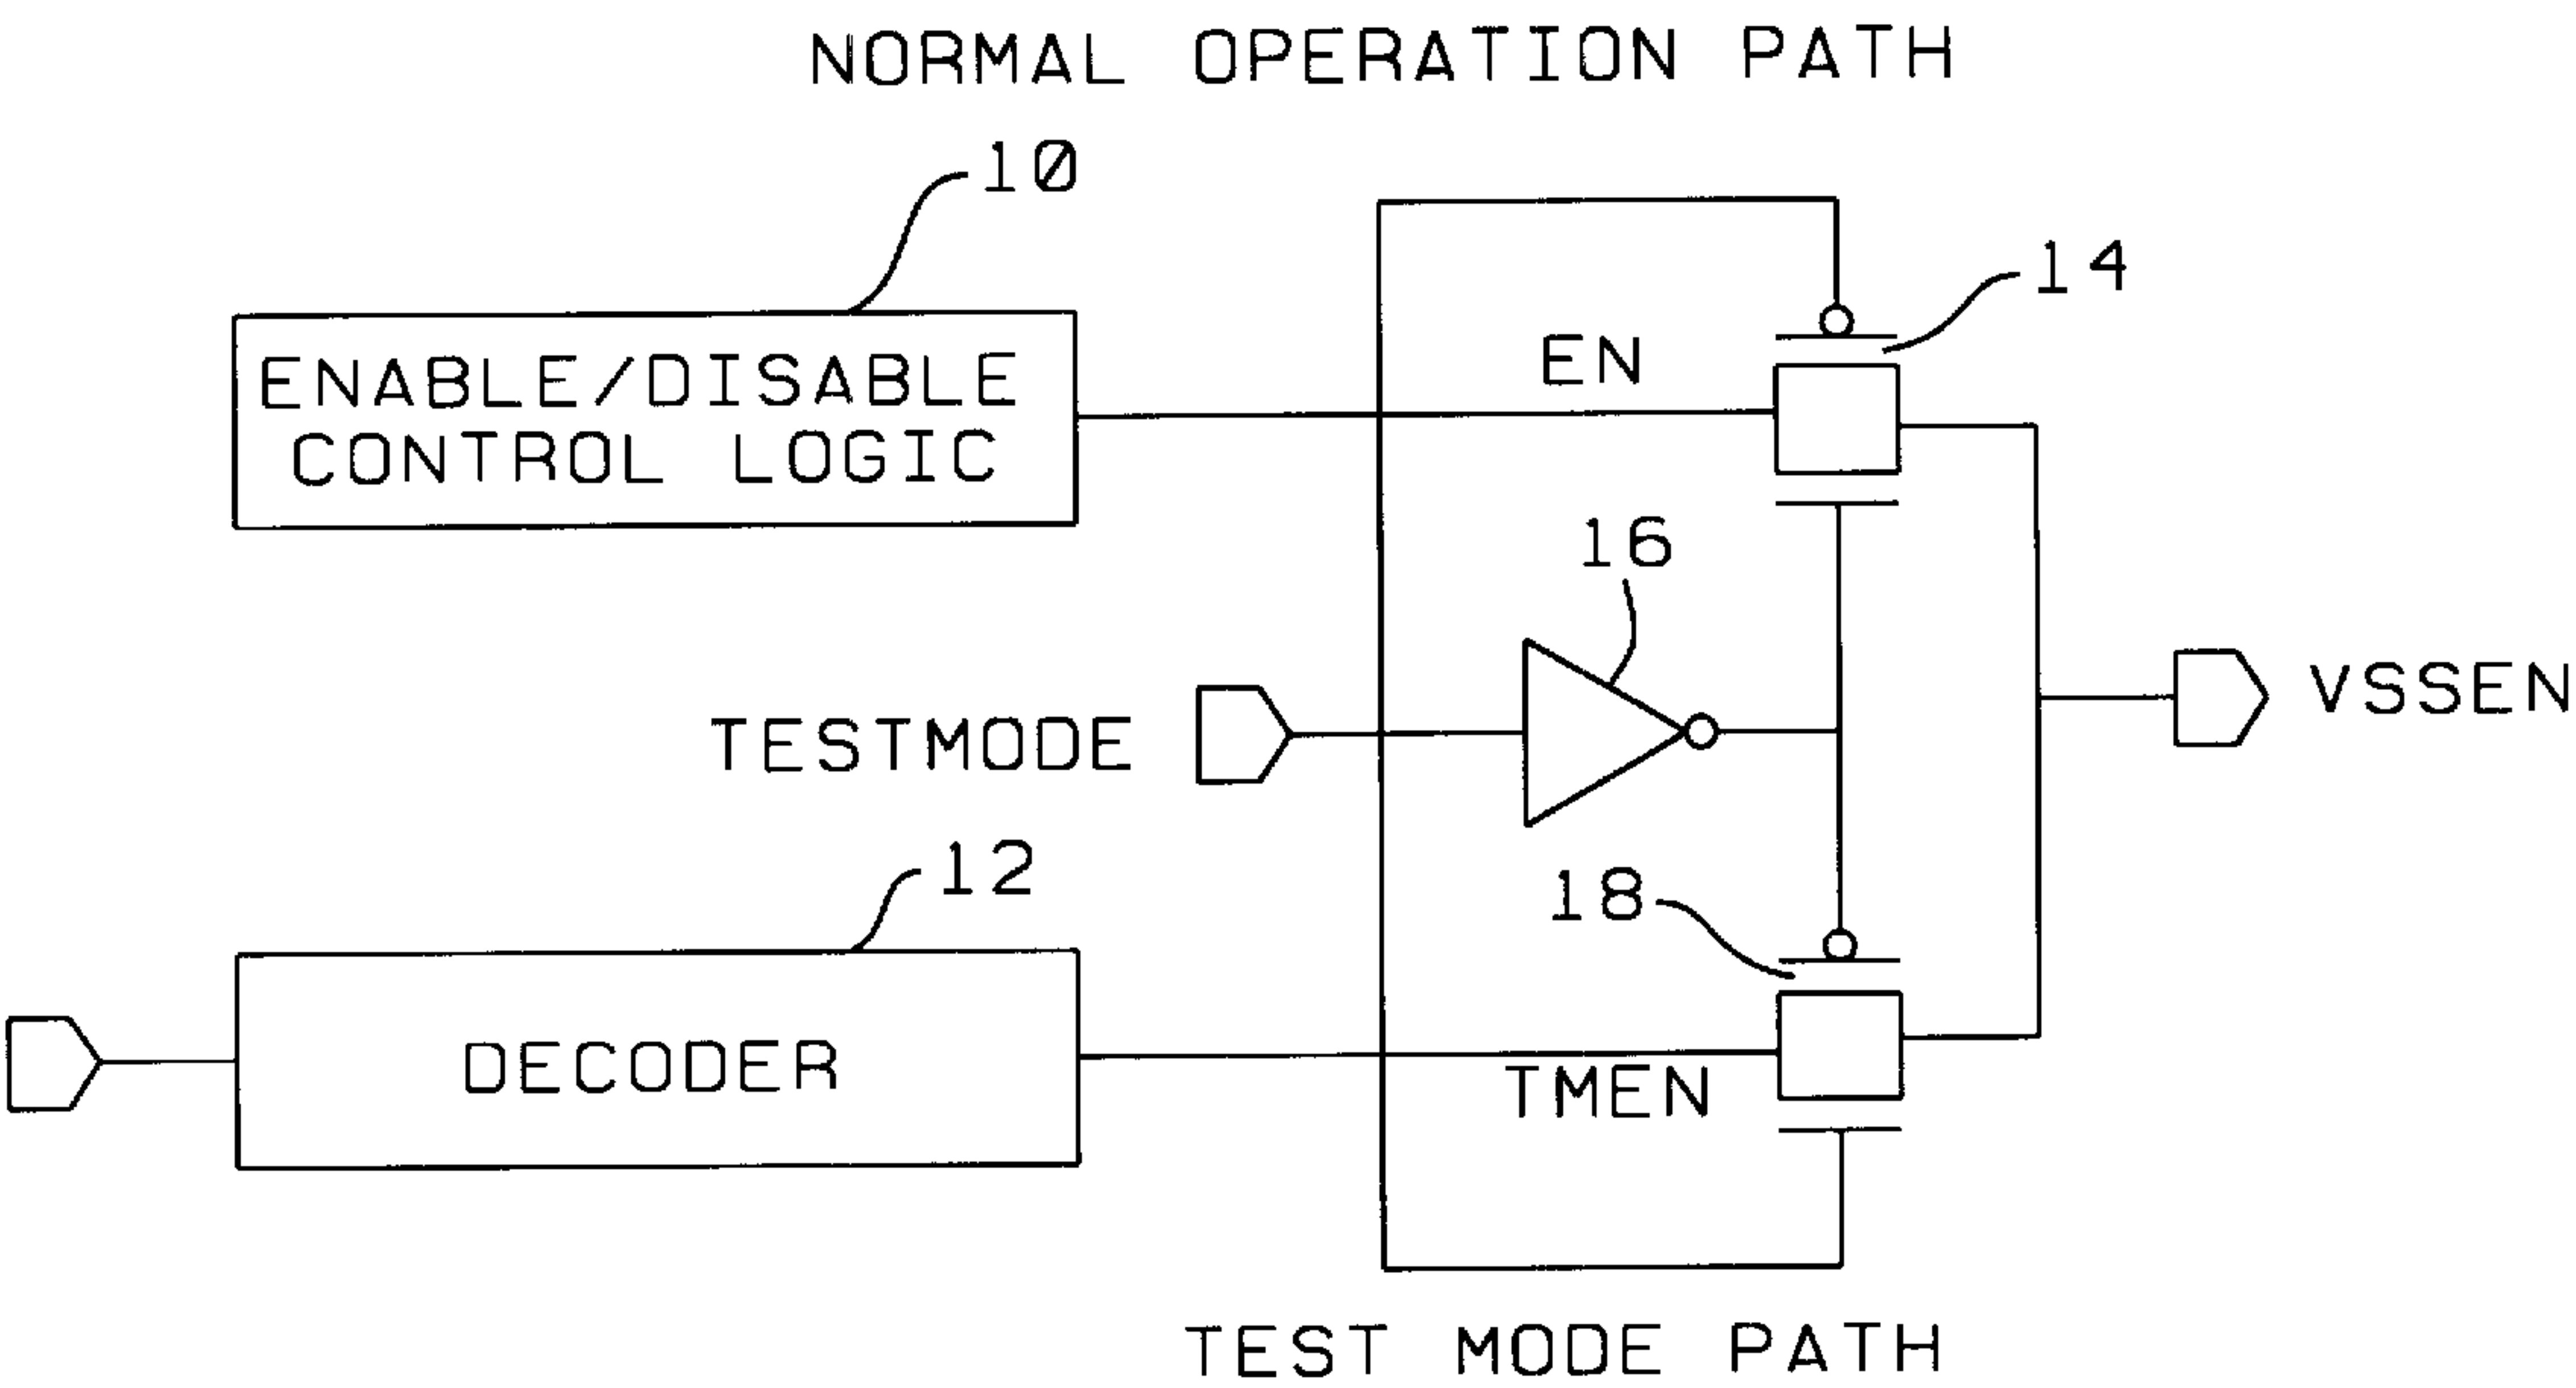 NORMAL OPERATION PATH
10
14
EN
ENABLE/DISABLE
CONTROL LOGIC
16
TESTMODE
VSSEN
12
18
DECODER
TMEN
TEST MODE PATH